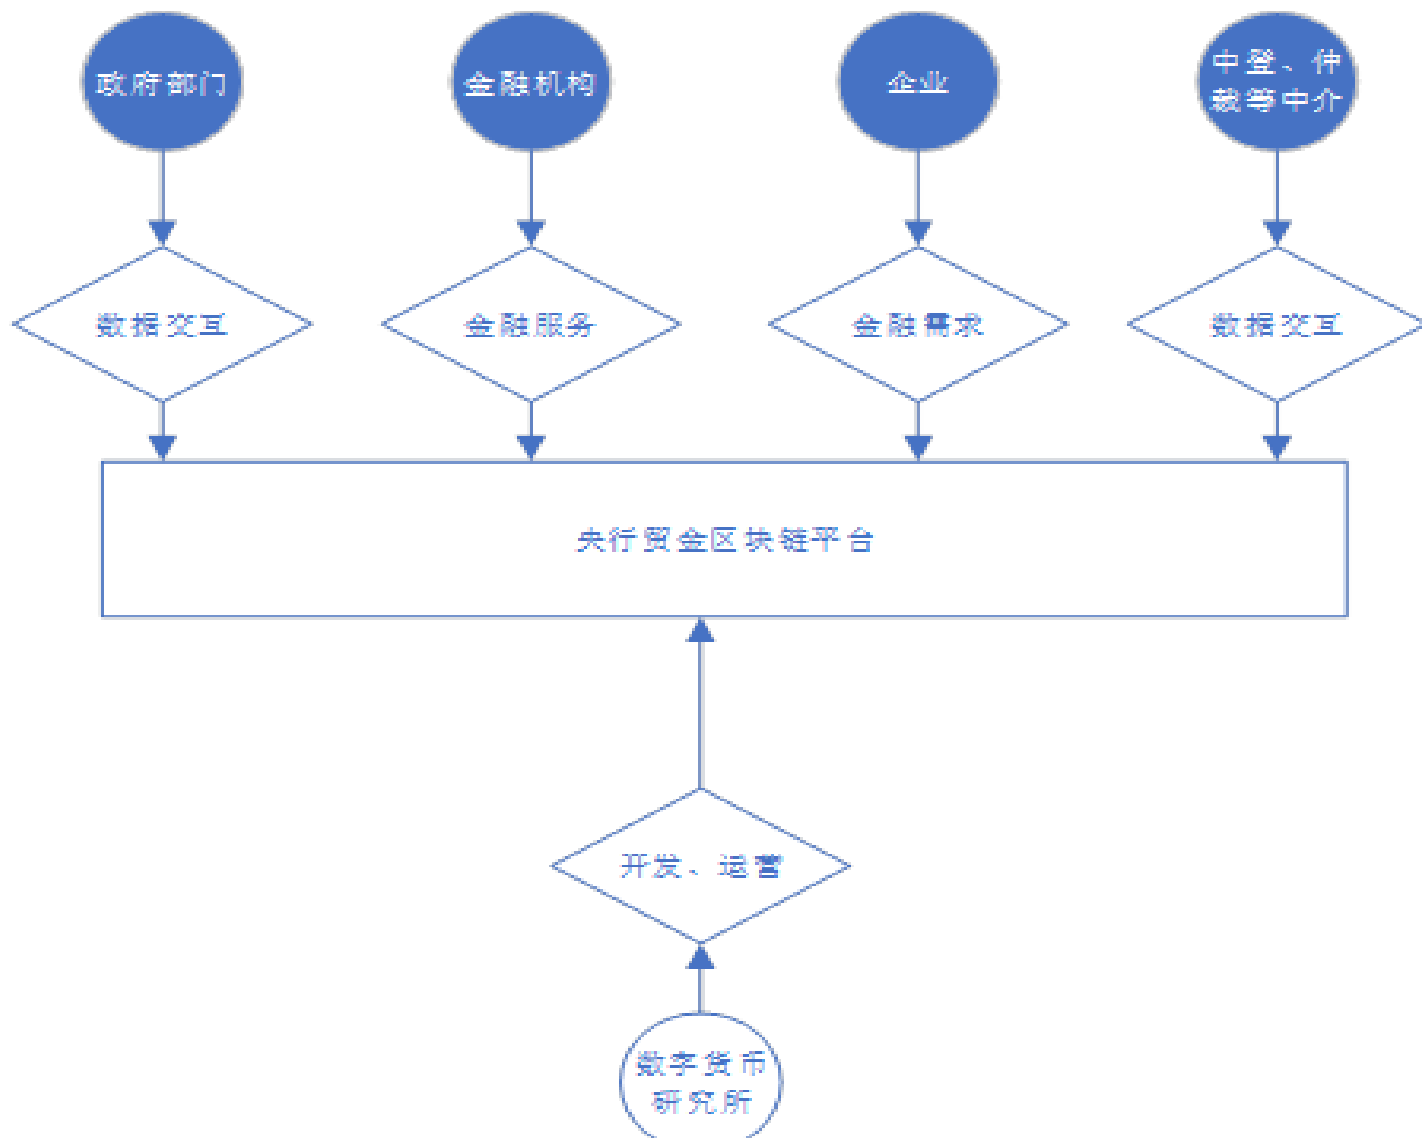 政府部门
金融机构
企业
中登、仲
裁等中介
数据交互
金融服务
金融需求
数据交互
央行贸金区块链平台
开发、运营
数字货币
研究所